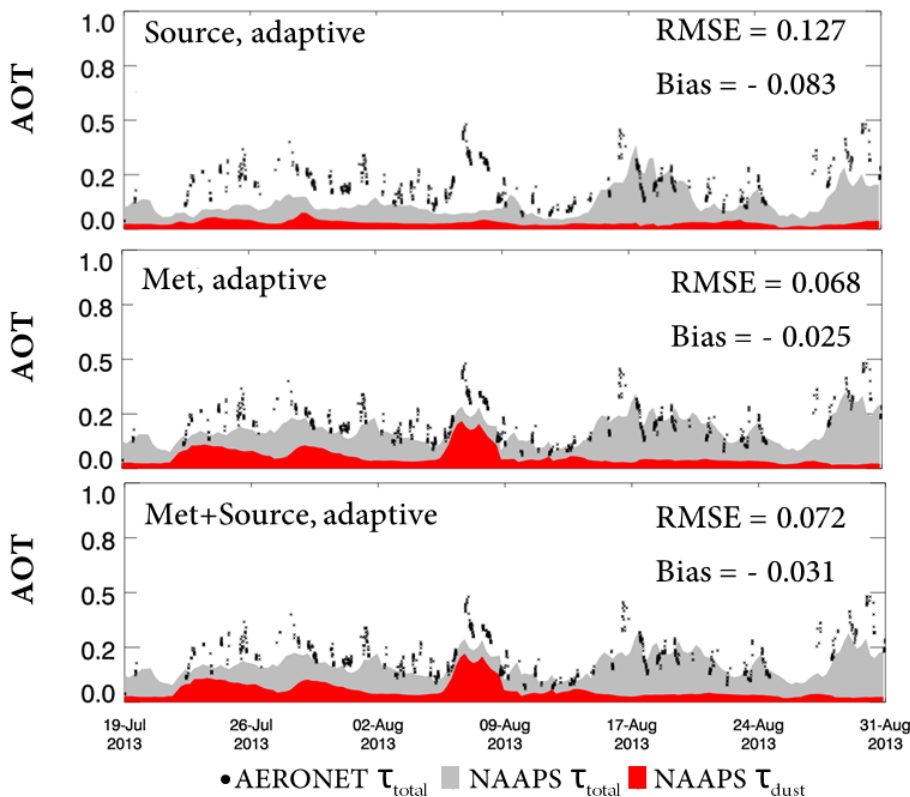 1.0
Source, adaptive
RMSE = 0.127
0.8
Bias = - 0.083
AOT
0.5
0.2
0.0
1.0
Met, adaptive
RMSE = 0.068
0.8
Bias = - 0.025
AOT
0.5
0.2
0.0
1.0
Met+Source, adaptive
RMSE = 0.072
0.8
Bias = - 0.031
AOT
0.5
0.2
0.0
19-Jul 26-Jul 02-Aug 09-Aug 17-Aug 24-Aug 31-Aug
2013 2013 2013 2013 2013 2013 2013
AERONET τtotal NAAPS τtotal NAAPS τdust